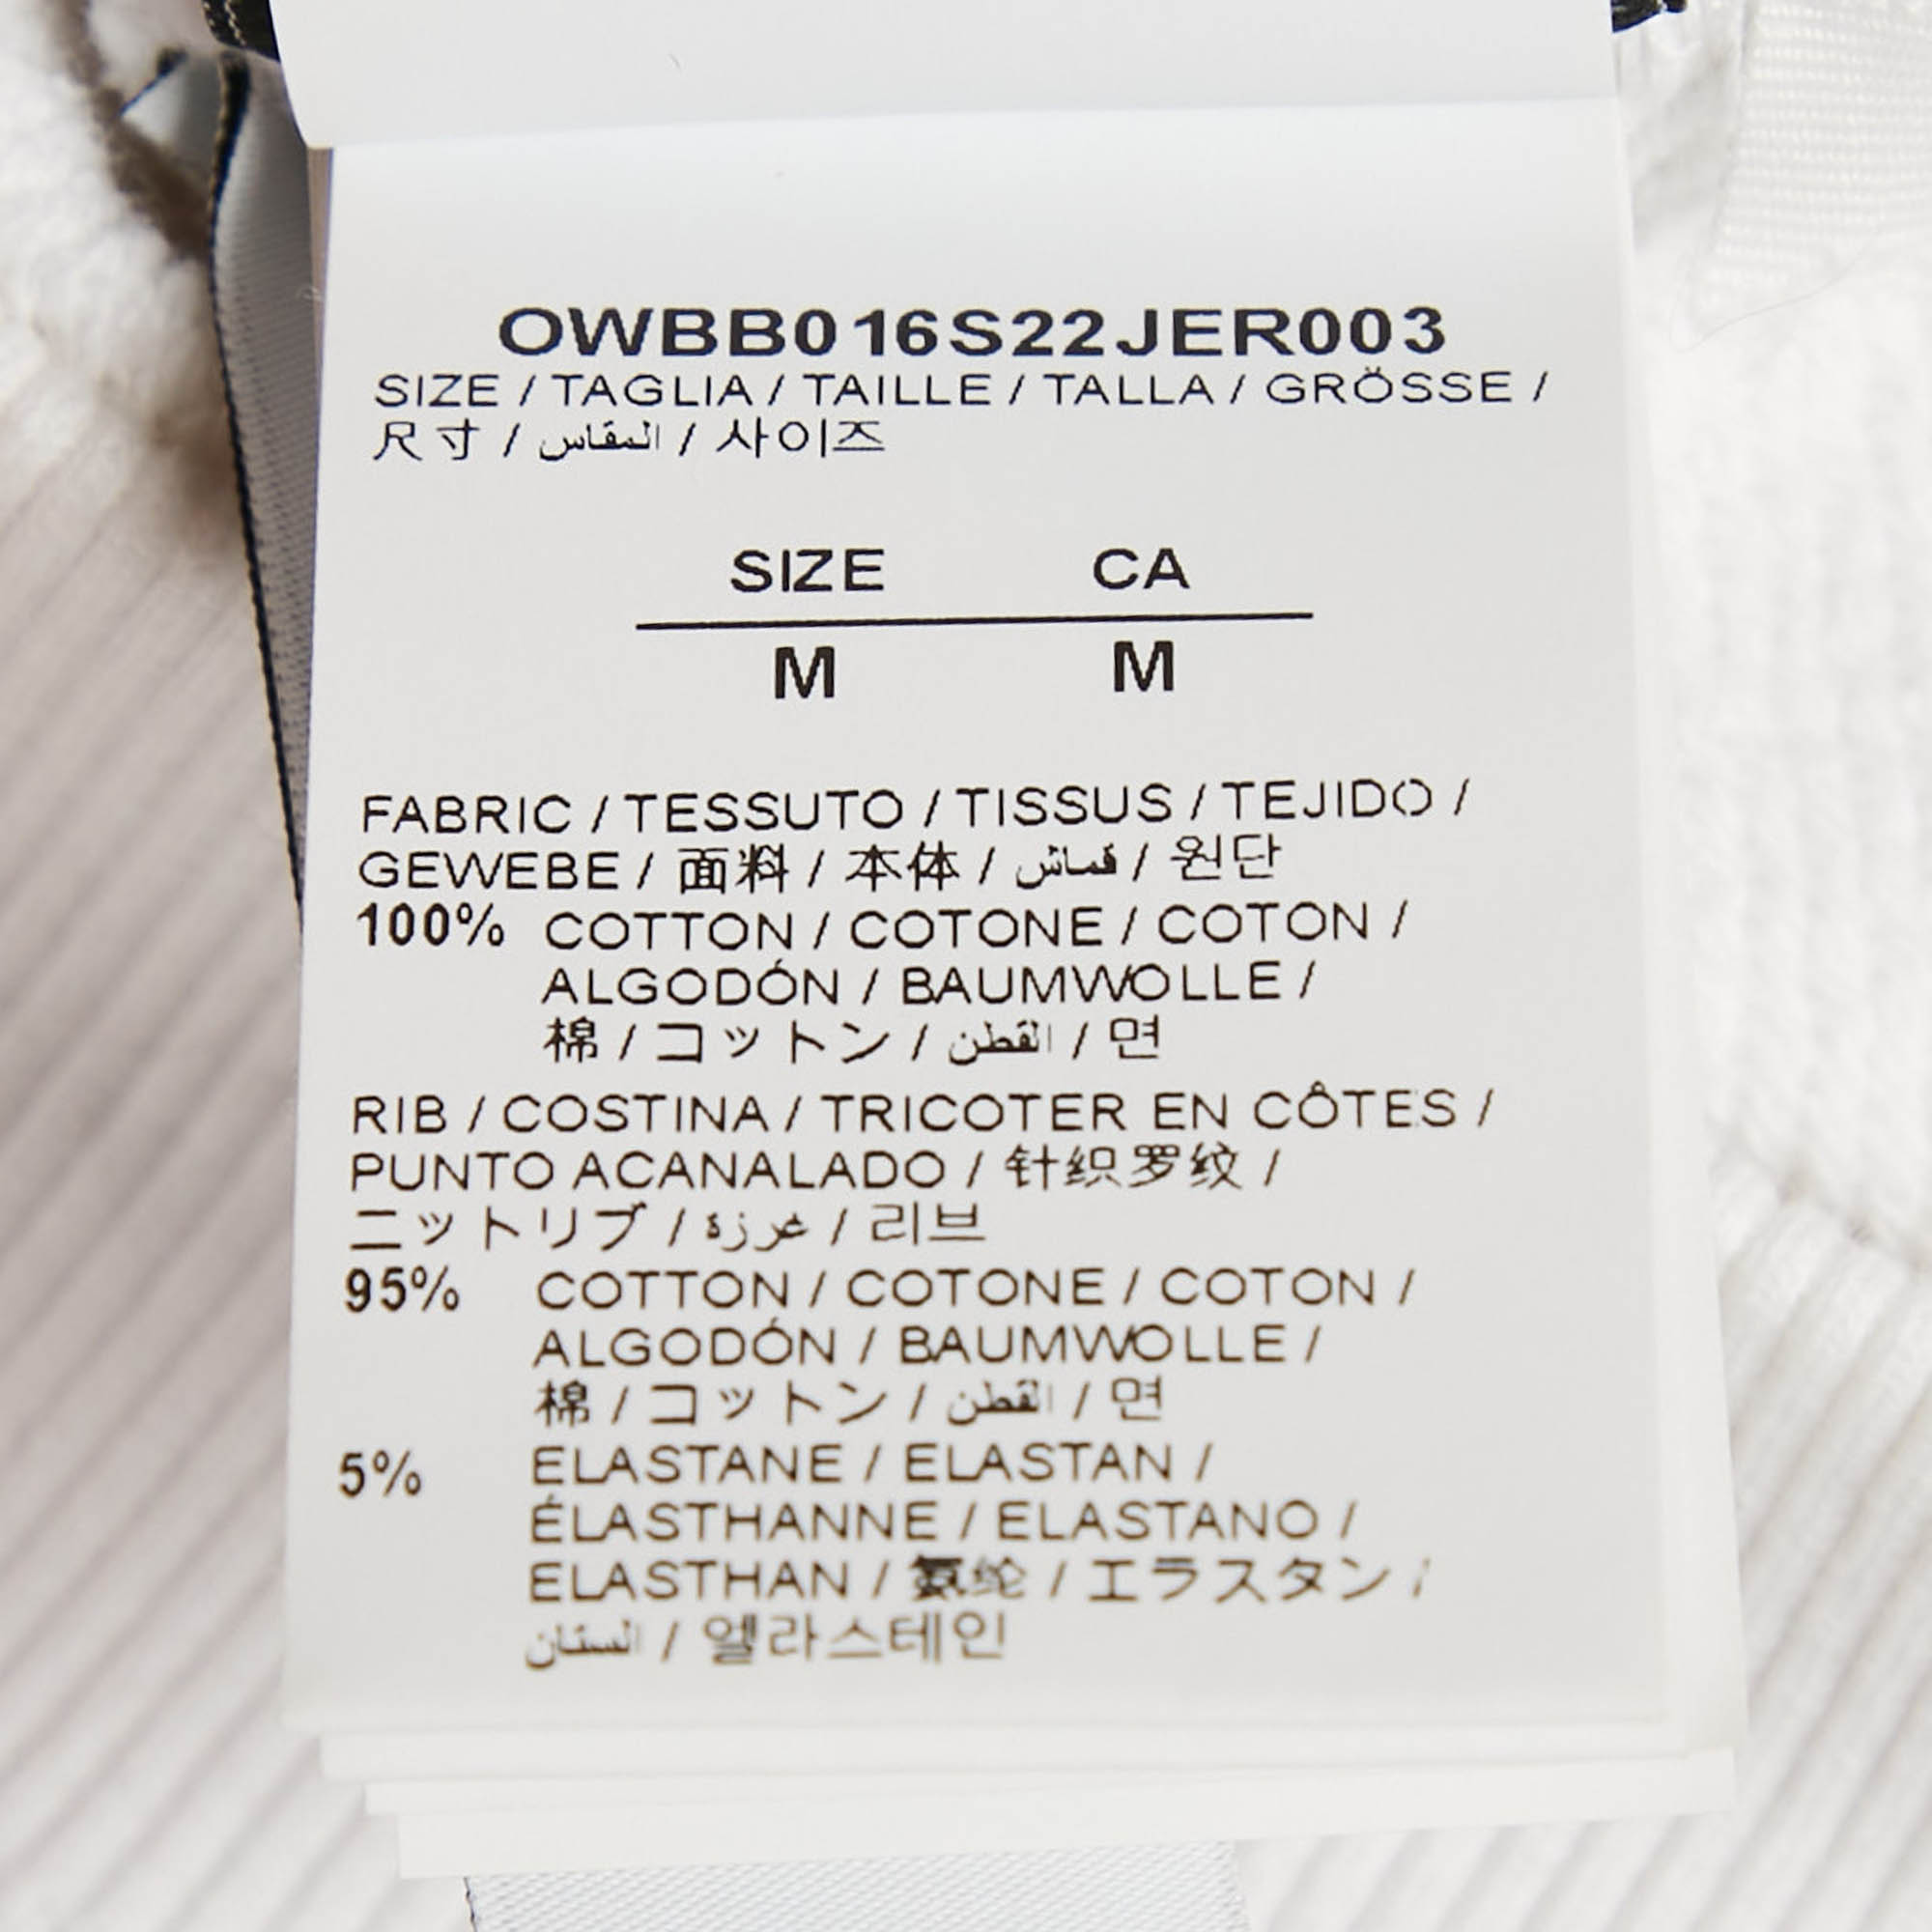 OWBB016S22JER003
SIZE / TAGLIA / TAILLE / TALLA / GRÖSSE /
尺寸 / المقاس / 사이즈
SIZE CA
M M
FABRIC / TESSUTO / TISSUS / TEJIDO /
GEWEBE / 面料 / 本体 / قماش / 원단
100% COTTON / COTONE / COTON /
ALGODÓN / BAUMWOLLE /
棉 / コットン / القطن / 면
RIB / COSTINA / TRICOTER EN CÔTES /
PUNTO ACANALADO / 针织罗纹 /
ニットリブ / غرزة / 리브
95% COTTON / COTONE / COTON /
ALGODÓN / BAUMWOLLE /
棉 / コットン / القطن / 면
5% ELASTANE / ELASTAN /
ÉLASTHANNE / ELASTANO /
ELASTHAN / 氨纶 / エラスタン /
الستان / 엘라스테인